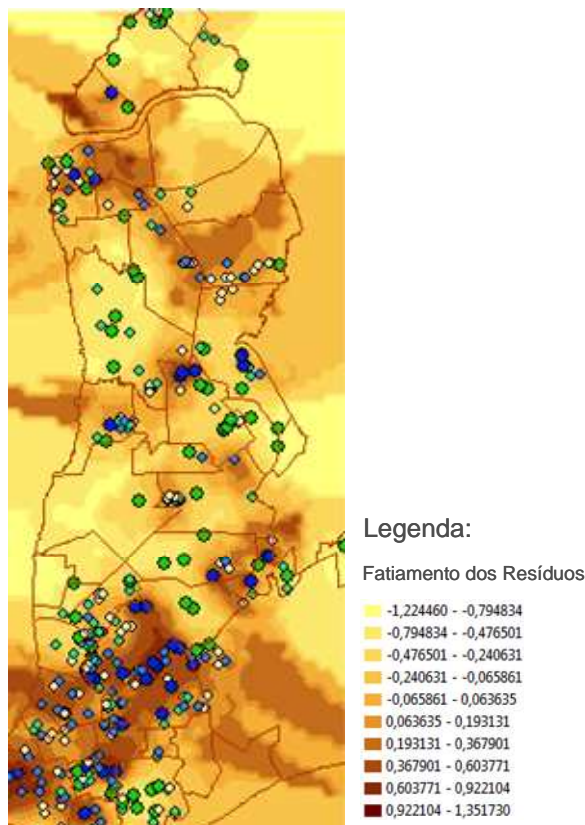 Legenda:
Fatiamento dos Resíduos
-1,224460 - -0,794834
-0,794834 - -0,476501
-0,476501 - -0,240631
-0,240631 - -0,065861
-0,065861 - 0,063635
0,063635 - 0,193131
0,193131 - 0,367901
0,367901 - 0,603771
0,603771 - 0,922104
0,922104 - 1,351730